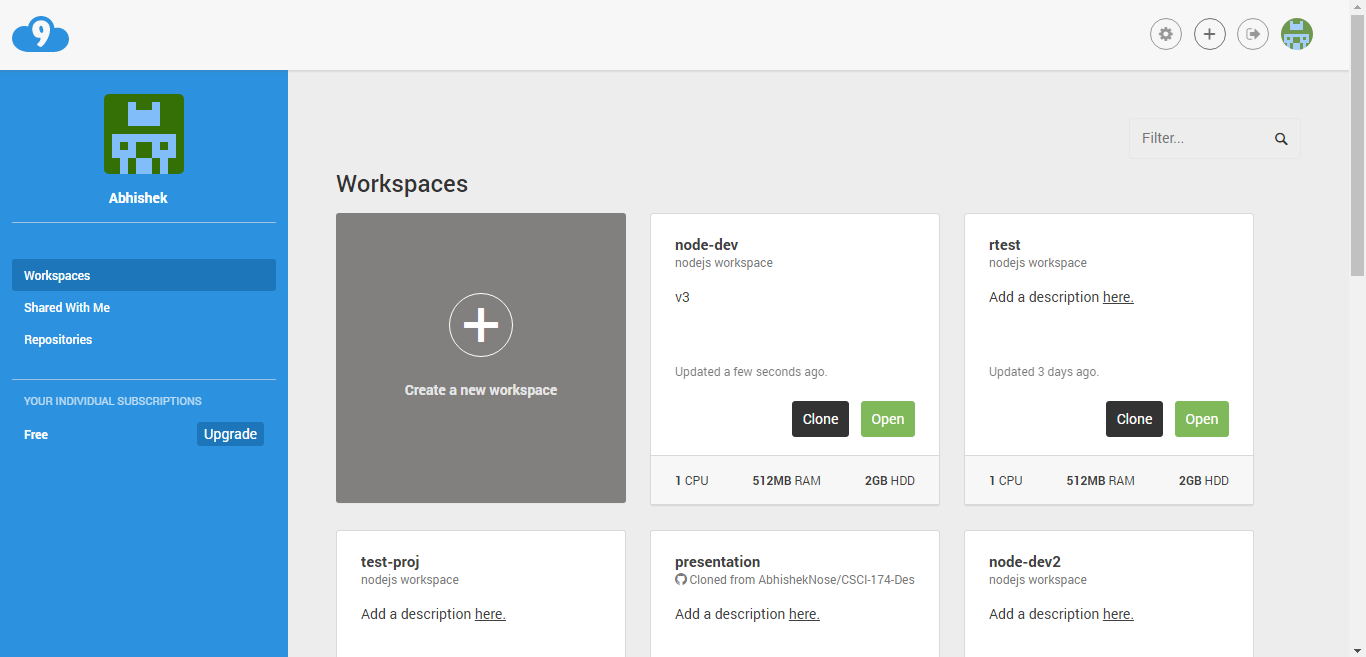 9
Abhishek
Workspaces
Shared With Me
Repositories
YOUR INDIVIDUAL SUBSCRIPTIONS
Free Upgrade
Filter...
Workspaces
Create a new workspace
node-dev
nodejs workspace
v3
Updated a few seconds ago.
Clone Open
1 CPU 512MB RAM 2GB HDD
rtest
nodejs workspace
Add a description here.
Updated 3 days ago.
Clone Open
1 CPU 512MB RAM 2GB HDD
test-proj
nodejs workspace
Add a description here.
presentation
Cloned from AbhishekNose/CSCI-174-Des
Add a description here.
node-dev2
nodejs workspace
Add a description here.